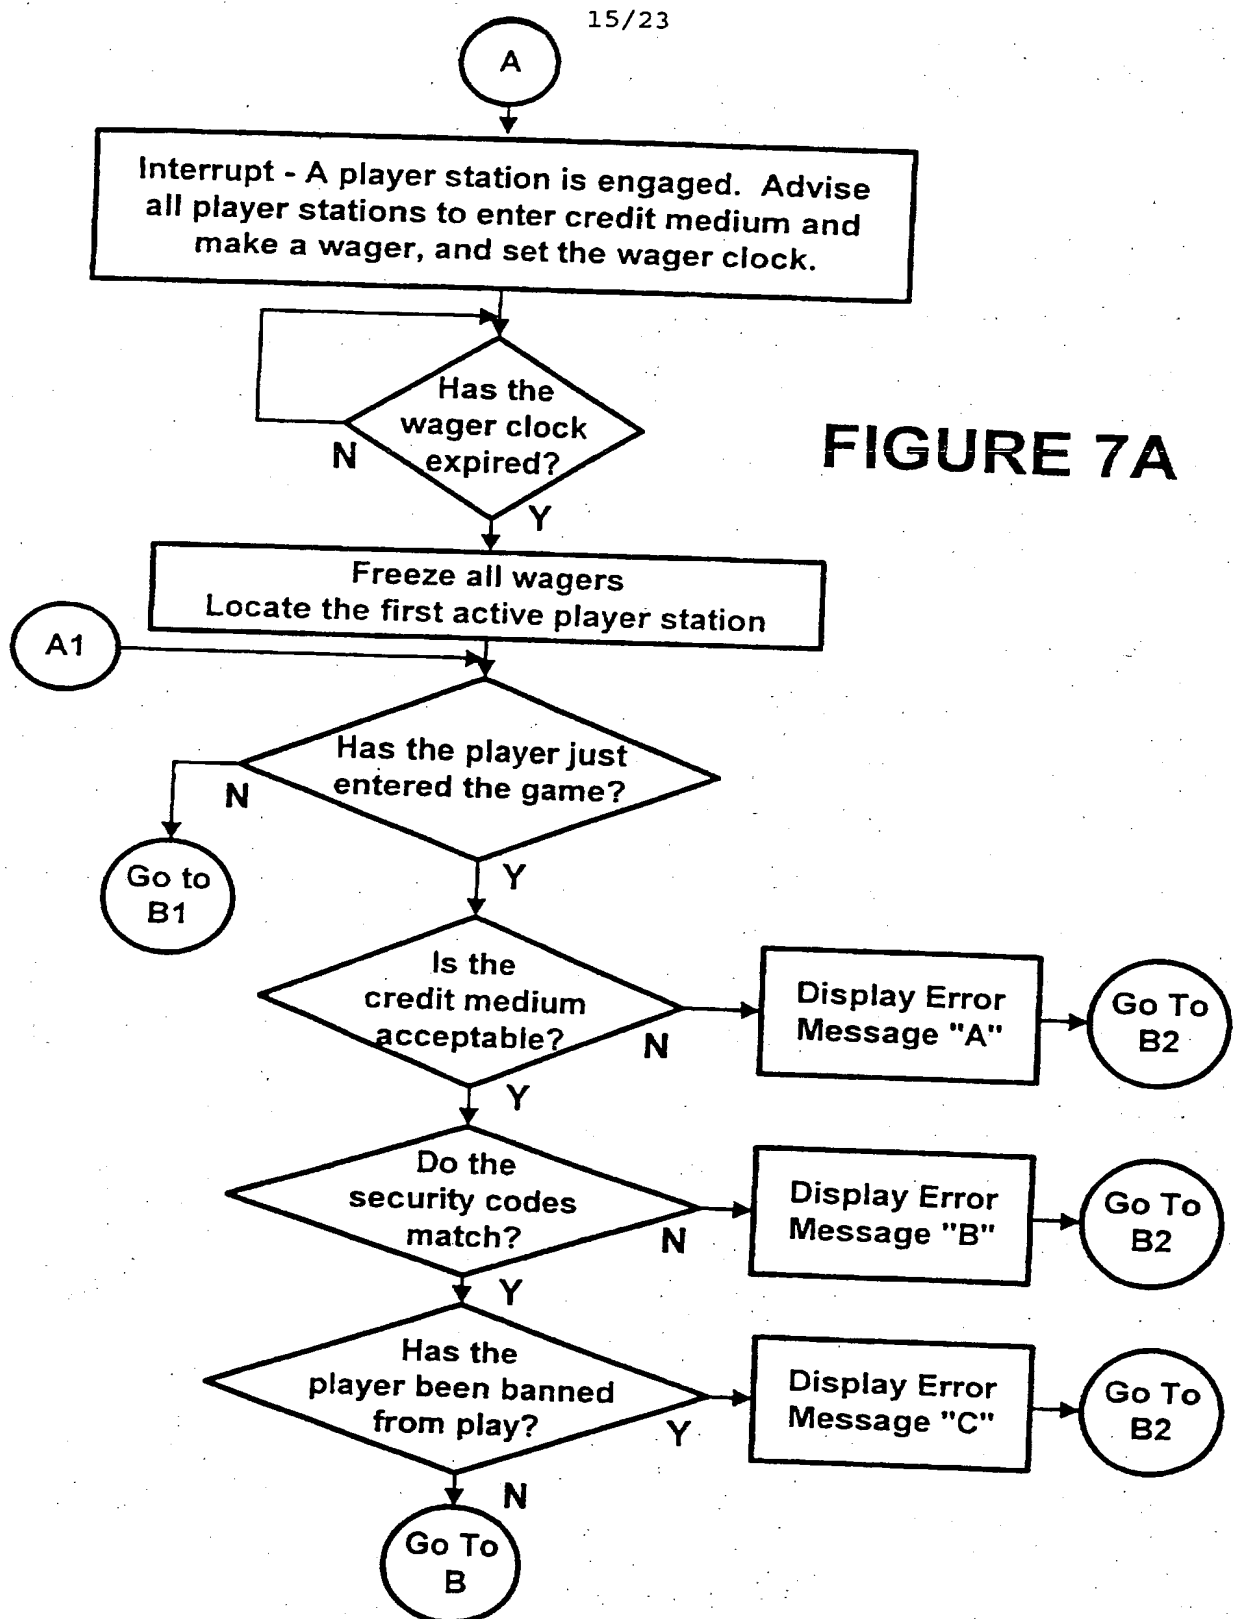 15/23
A
Interrupt - A player station is engaged. Advise
all player stations to enter credit medium and
make a wager, and set the wager clock.
Has the
wager clock
expired?
N
Y
FIGURE 7A
Freeze all wagers
Locate the first active player station
A1
Has the player just
entered the game?
N
Y
Go to
B1
Is the
credit medium
acceptable?
N
Y
Display Error
Message "A"
Go To
B2
Do the
security codes
match?
N
Y
Display Error
Message "B"
Go To
B2
Has the
player been banned
from play?
Y
N
Display Error
Message "C"
Go To
B2
Go To
B